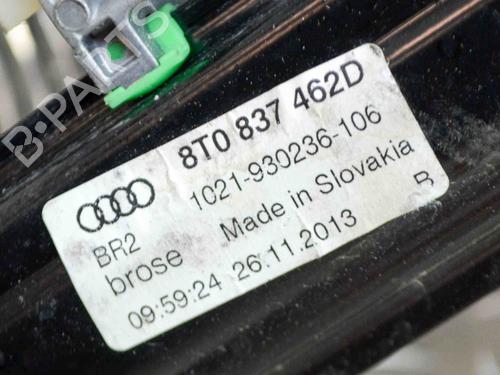 B-PARTS
8T0 837 462D
1021-930236-106
BR2 Made in Slovakia
brose B
09:59:24 26.11.2013